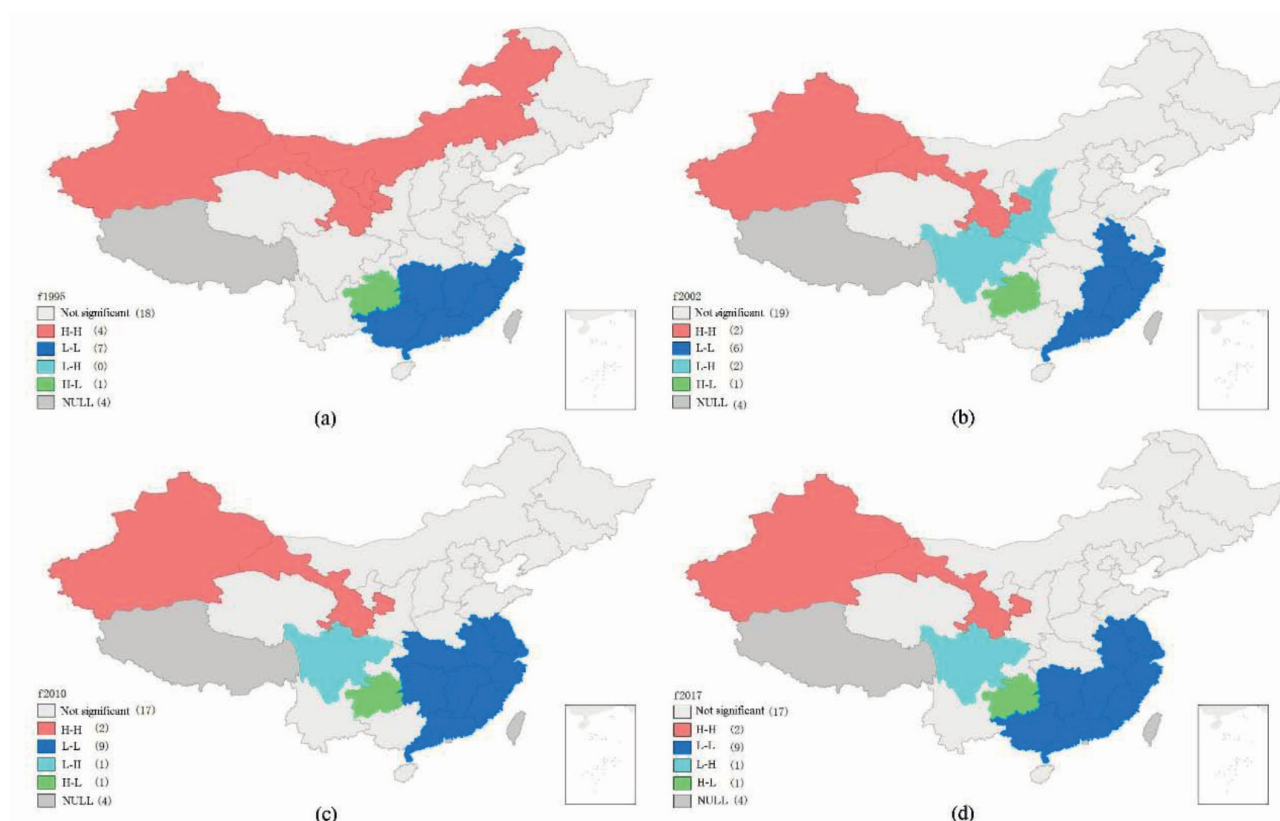 f1995
Not significant (18)
H-H (4)
L-L (7)
L-H (0)
H-L (1)
NULL (4)
(a)
f2002
Not significant (19)
H-H (2)
L-L (6)
L-H (2)
H-L (1)
NULL (4)
(b)
f2010
Not significant (17)
H-H (2)
L-L (9)
L-H (1)
H-L (1)
NULL (4)
(c)
f2017
Not significant (17)
H-H (2)
L-L (9)
L-H (1)
H-L (1)
NULL (4)
(d)